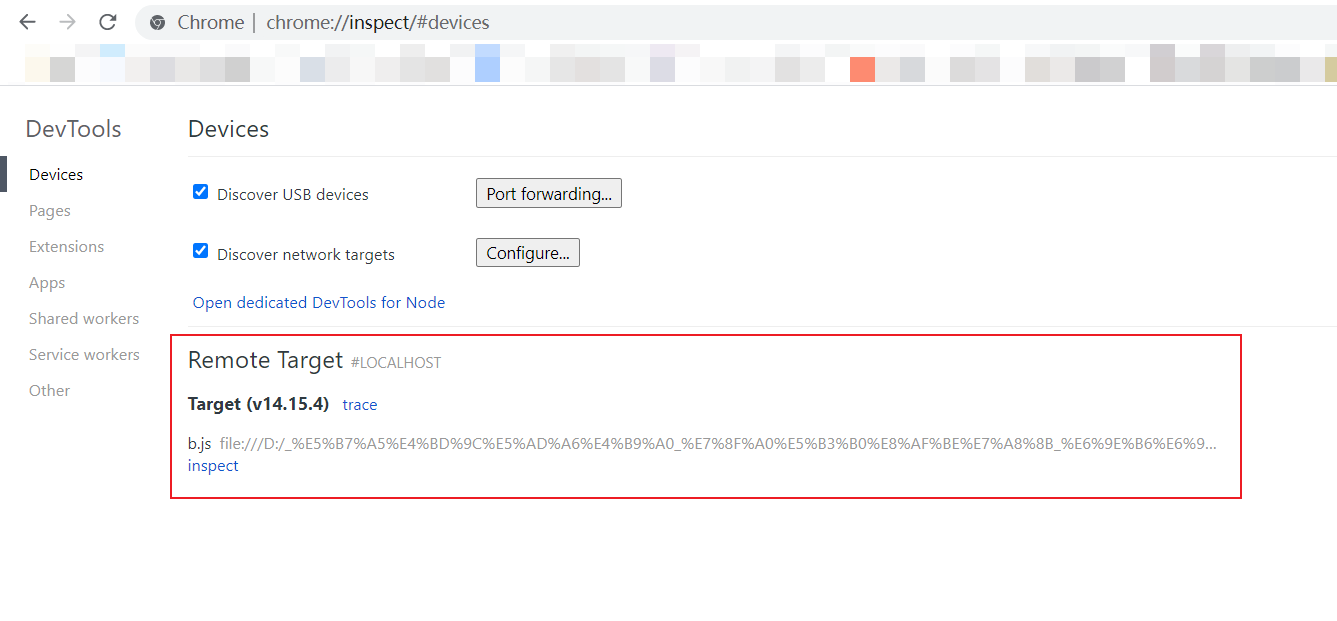 Chrome | chrome://inspect/#devices
DevTools
Devices
Pages
Extensions
Apps
Shared workers
Service workers
Other
Devices
Discover USB devices
Port forwarding...
Discover network targets
Configure...
Open dedicated DevTools for Node
Remote Target #LOCALHOST
Target (v14.15.4) trace
b.js file:///D:/_%E5%B7%A5%E4%BD%9C%E5%AD%A6%E4%B9%A0_%E7%8F%A0%E5%B3%B0%E8%AF%BE%E7%A8%8B_%E6%9E%B6%E6%9...
inspect